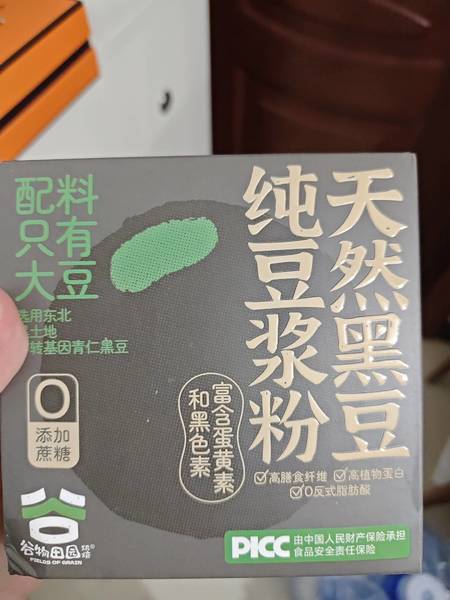 天然黑豆
纯豆浆粉
配料
只有
大豆
选用东北
土地
转基因青仁黑豆
0
添加
蔗糖
富含蛋黄素
和黑色素
高膳食纤维 高植物蛋白
0反式脂肪酸
谷物田园
FIELDS OF GRAIN
PICC 由中国人民财产保险承担
食品安全责任保险